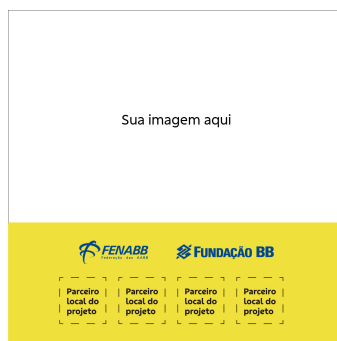 Sua imagem aqui
FENABB
Federação das AABB
FUNDAÇÃO BB
Parceiro local do projeto
Parceiro local do projeto
Parceiro local do projeto
Parceiro local do projeto